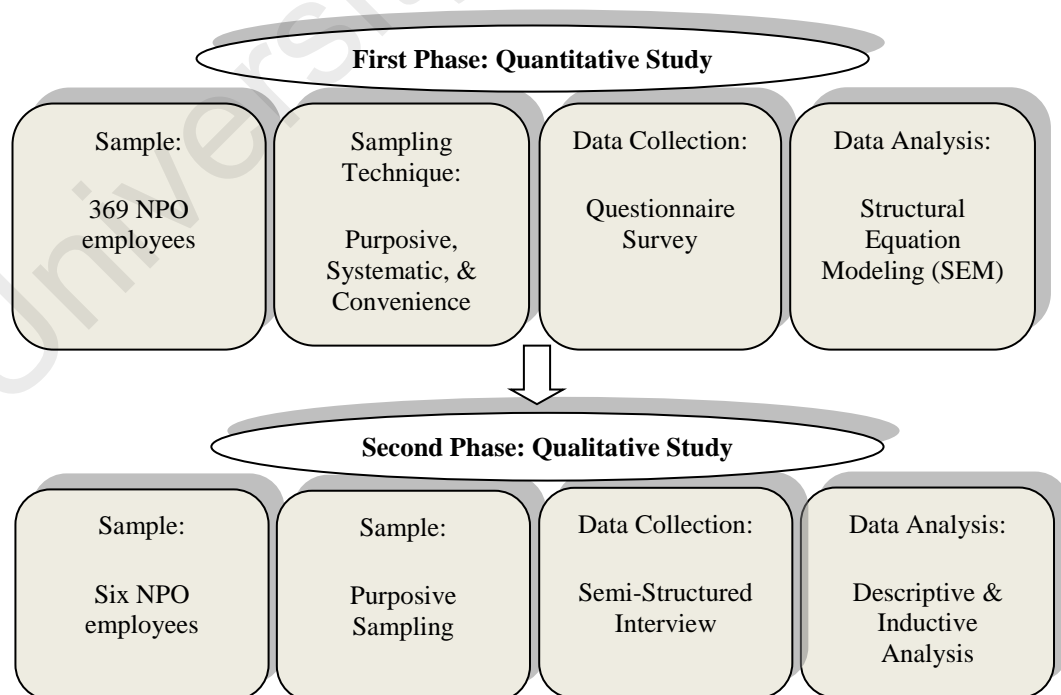 First Phase: Quantitative Study
Sample:
369 NPO
employees
Sampling
Technique:
Purposive,
Systematic, &
Convenience
Data Collection:
Questionnaire
Survey
Data Analysis:
Structural
Equation
Modeling (SEM)
Second Phase: Qualitative Study
Sample:
Six NPO
employees
Sample:
Purposive
Sampling
Data Collection:
Semi-Structured
Interview
Data Analysis:
Descriptive &
Inductive
Analysis